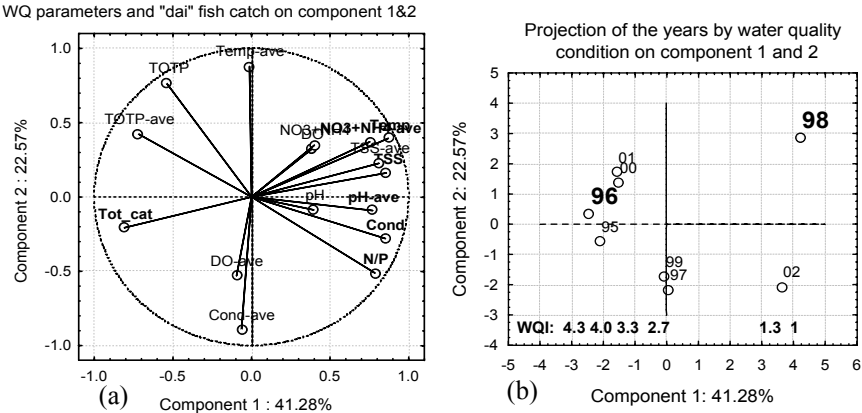 WQ parameters and "dai" fish catch on component 1&2
1.0
0.5
0.0
-0.5
-1.0
Component 2 : 22.57%
Temp-ave
TOTP
TOTP-ave
NO3+NH4
NO3+NH4-ave
Temp
DO
TSS-ave
TSS
pH
pH-ave
Tot_cat
Cond
DO-ave
N/P
Cond-ave
-1.0 -0.5 0.0 0.5 1.0
(a) Component 1 : 41.28%
Projection of the years by water quality
condition on component 1 and 2
5
4
3
2
1
0
-1
-2
-3
-4
Component 2: 22.57%
98
01
00
96
95
99
97
02
WQI: 4.3 4.0 3.3 2.7 1.3 1
-5 -4 -3 -2 -1 0 1 2 3 4 5 6
(b) Component 1: 41.28%